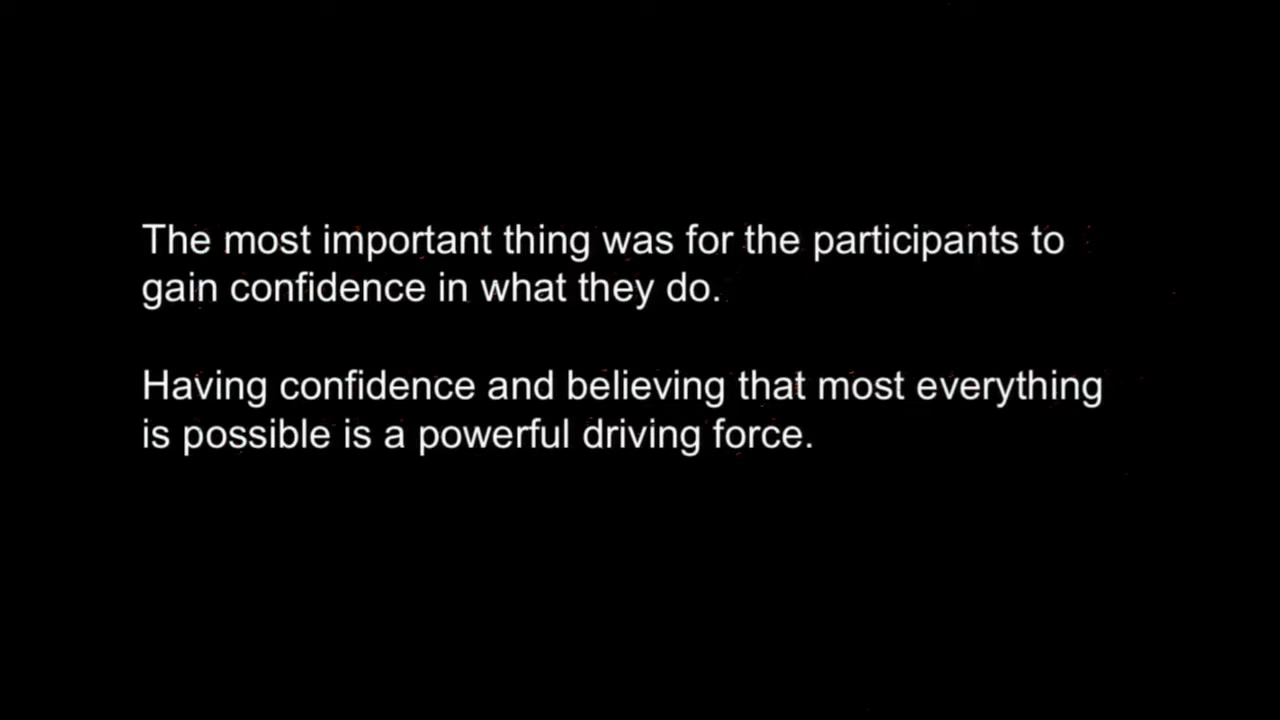 The most important thing was for the participants to
gain confidence in what they do.
Having confidence and believing that most everything
is possible is a powerful driving force.